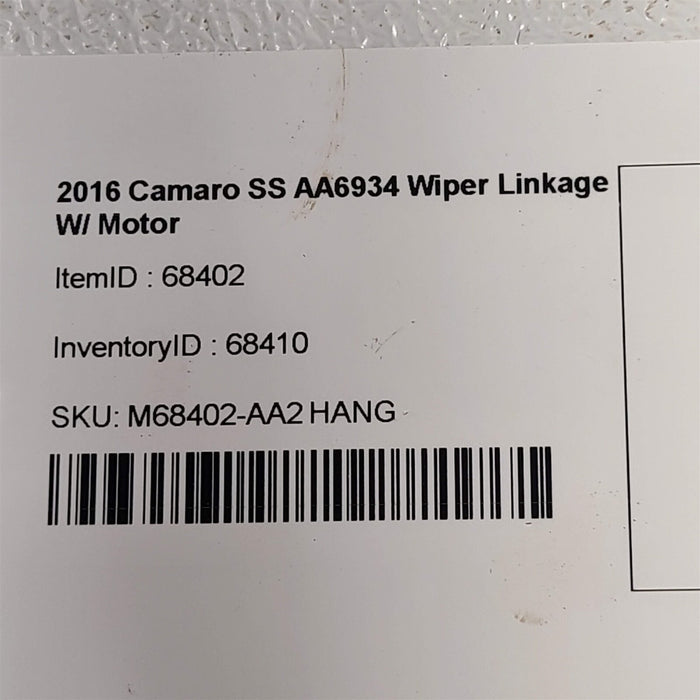 2016 Camaro SS AA6934 Wiper Linkage
W/ Motor
ItemID : 68402
InventoryID : 68410
SKU: M68402-AA2 HANG